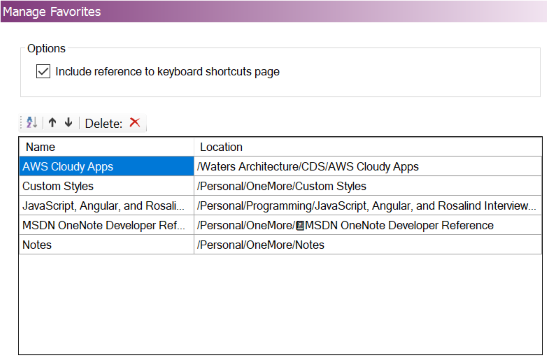 Manage Favorites
Options
Include reference to keyboard shortcuts page
Delete:
Name Location
AWS Cloudy Apps /Waters Architecture/CDS/AWS Cloudy Apps
Custom Styles /Personal/OneMore/Custom Styles
JavaScript, Angular, and Rosali... /Personal/Programming/JavaScript, Angular, and Rosalind Interview...
MSDN OneNote Developer Ref... /Personal/OneMore/MSDN OneNote Developer Reference
Notes /Personal/OneMore/Notes